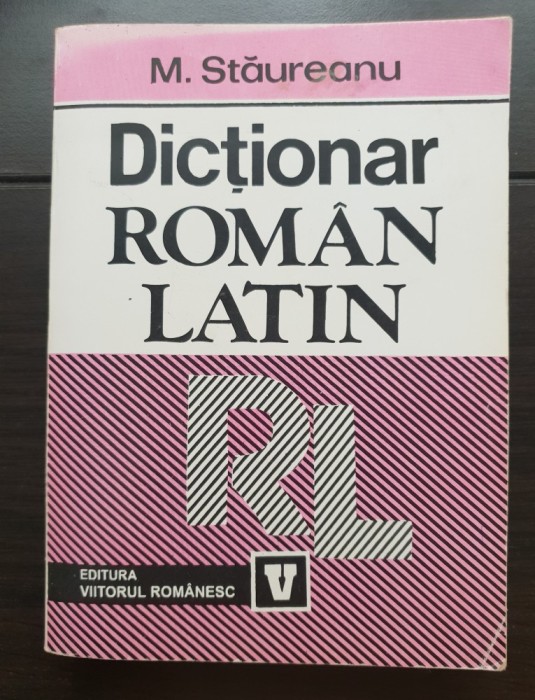 M. Stăureanu
Dicționar
ROMÂN
LATIN
RL
EDITURA
VIITORUL ROMÂNESC
V